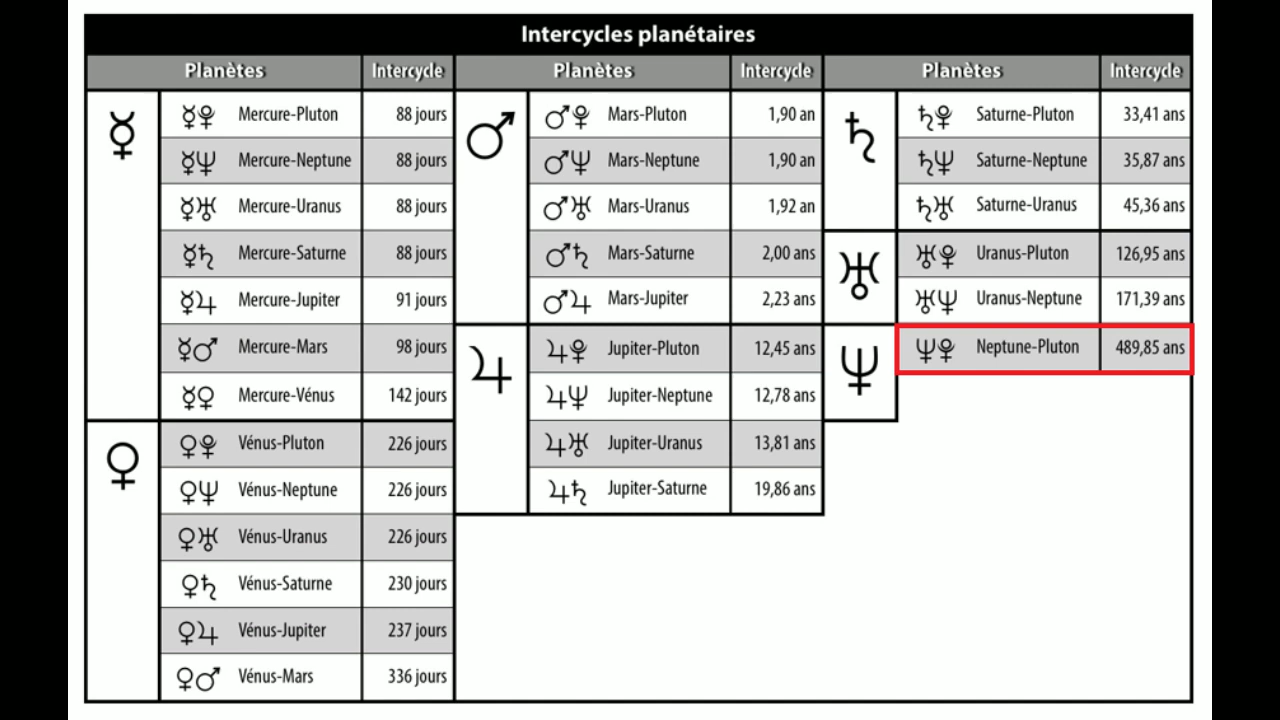 Intercycles planétaires
Planètes Intercycle
☿ ☿♇ Mercure-Pluton 88 jours
☿♆ Mercure-Neptune 88 jours
☿♅ Mercure-Uranus 88 jours
☿♄ Mercure-Saturne 88 jours
☿♃ Mercure-Jupiter 91 jours
☿♂ Mercure-Mars 98 jours
☿♀ Mercure-Vénus 142 jours
♀ ♀♇ Vénus-Pluton 226 jours
♀♆ Vénus-Neptune 226 jours
♀♅ Vénus-Uranus 226 jours
♀♄ Vénus-Saturne 230 jours
♀♃ Vénus-Jupiter 237 jours
♀♂ Vénus-Mars 336 jours
Planètes Intercycle
♂ ♂♇ Mars-Pluton 1,90 an
♂♆ Mars-Neptune 1,90 an
♂♅ Mars-Uranus 1,92 an
♂♄ Mars-Saturne 2,00 ans
♂♃ Mars-Jupiter 2,23 ans
♃ ♃♇ Jupiter-Pluton 12,45 ans
♃♆ Jupiter-Neptune 12,78 ans
♃♅ Jupiter-Uranus 13,81 ans
♃♄ Jupiter-Saturne 19,86 ans
Planètes Intercycle
♄ ♄♇ Saturne-Pluton 33,41 ans
♄♆ Saturne-Neptune 35,87 ans
♄♅ Saturne-Uranus 45,36 ans
♅ ♅♇ Uranus-Pluton 126,95 ans
♅♆ Uranus-Neptune 171,39 ans
♆ ♆♇ Neptune-Pluton 489,85 ans